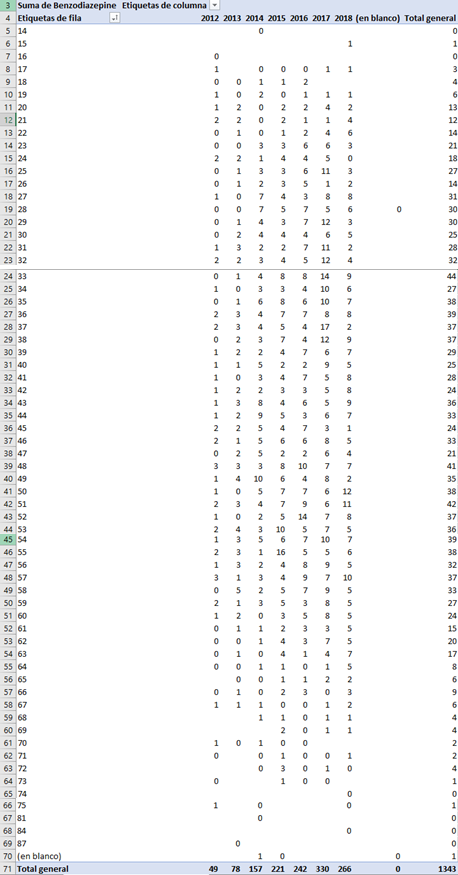 3 Suma de Benzodiazepine Etiquetas de columna
4 Etiquetas de fila 2012 2013 2014 2015 2016 2017 2018 (en blanco) Total general
5 14 0 0
6 15 1 1
7 16 0 0
8 17 1 0 0 0 1 1 3
9 18 0 0 1 1 2 4
10 19 1 0 2 0 1 1 1 6
11 20 1 2 0 2 2 4 2 13
12 21 2 2 0 2 1 1 4 12
13 22 0 1 0 1 2 4 6 14
14 23 0 0 3 3 6 6 3 21
15 24 2 2 1 4 4 5 0 18
16 25 0 1 3 3 6 11 3 27
17 26 0 1 2 3 5 1 2 14
18 27 1 0 7 4 3 8 8 31
19 28 0 0 7 5 7 5 6 0 30
20 29 0 1 4 3 7 12 3 30
21 30 0 2 4 4 4 6 5 25
22 31 1 3 2 2 7 11 2 28
23 32 2 2 3 4 5 12 4 32
24 33 0 1 4 8 8 14 9 44
25 34 1 0 3 3 4 10 6 27
26 35 0 1 6 8 6 10 7 38
27 36 2 3 4 7 7 8 8 39
28 37 2 3 4 5 4 17 2 37
29 38 0 2 3 7 4 12 9 37
30 39 1 2 2 4 7 6 7 29
31 40 1 1 5 2 2 9 5 25
32 41 1 0 3 4 7 5 8 28
33 42 1 2 2 3 3 5 8 24
34 43 1 3 8 4 6 5 9 36
35 44 1 2 9 5 3 6 7 33
36 45 2 2 5 4 7 3 1 24
37 46 2 1 5 6 6 8 5 33
38 47 0 2 5 2 2 6 4 21
39 48 3 3 3 8 10 7 7 41
40 49 1 4 10 6 4 8 2 35
41 50 1 0 5 7 7 6 12 38
42 51 2 3 4 7 9 6 11 42
43 52 1 0 2 5 14 7 8 37
44 53 2 4 3 10 5 7 5 36
45 54 1 3 5 6 7 10 7 39
46 55 2 3 1 16 5 5 6 38
47 56 1 3 2 4 8 9 5 32
48 57 3 1 3 4 9 7 10 37
49 58 0 5 2 5 7 9 5 33
50 59 2 1 3 5 3 8 5 27
51 60 1 2 0 3 5 8 5 24
52 61 0 1 1 2 3 3 5 15
53 62 0 0 1 4 3 7 5 20
54 63 0 1 0 4 1 4 7 17
55 64 0 0 1 1 0 1 5 8
56 65 0 0 1 1 2 2 6
57 66 0 1 0 2 3 0 3 9
58 67 1 1 1 0 0 1 2 6
59 68 1 1 0 1 1 4
60 69 2 0 1 1 4
61 70 1 0 1 0 0 2
62 71 0 0 1 0 0 1 2
63 72 0 3 0 1 0 4
64 73 0 1 0 0 1
65 74 0 0
66 75 1 0 0 1
67 81 0 0
68 84 0 0
69 87 0 0
70 (en blanco) 1 0 0 1
71 Total general 49 78 157 221 242 330 266 0 1343